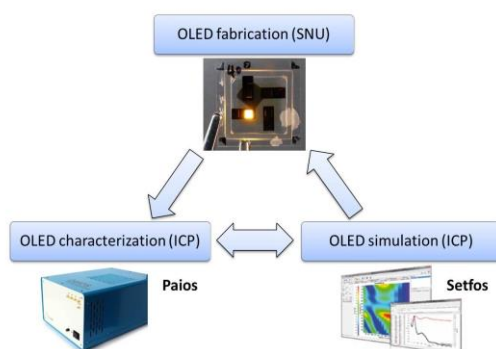 OLED fabrication (SNU)
OLED characterization (ICP)
OLED simulation (ICP)
Paios
Setfos